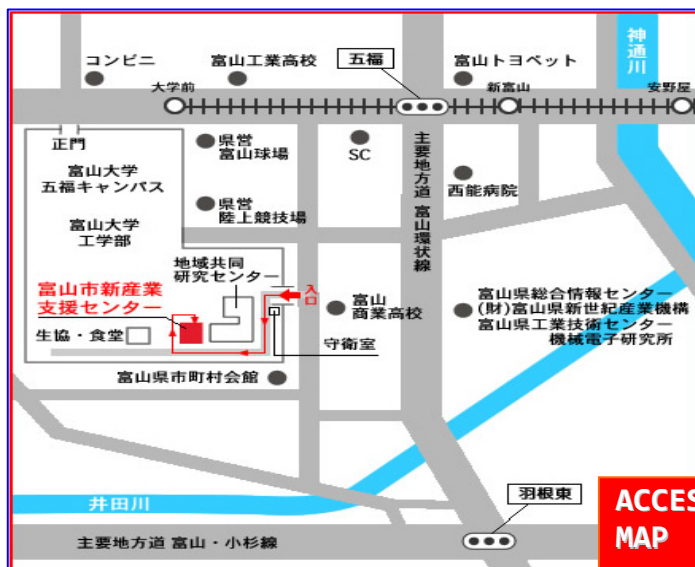 コンビニ
富山工業高校
五福
富山トヨペット
神通川
大学前
新富山
安野屋
正門
富山大学
五福キャンパス
富山大学
工学部
県営
富山球場
県営
陸上競技場
SC
主要地方道 富山環状線
西能病院
地域共同
研究センター
富山市新産業
支援センター
入口
生協・食堂
守衛室
富山
商業高校
富山県総合情報センター
(財)富山県新世紀産業機構
富山県工業技術センター
機械電子研究所
富山県市町村会館
井田川
羽根東
主要地方道 富山・小杉線
ACCES
MAP